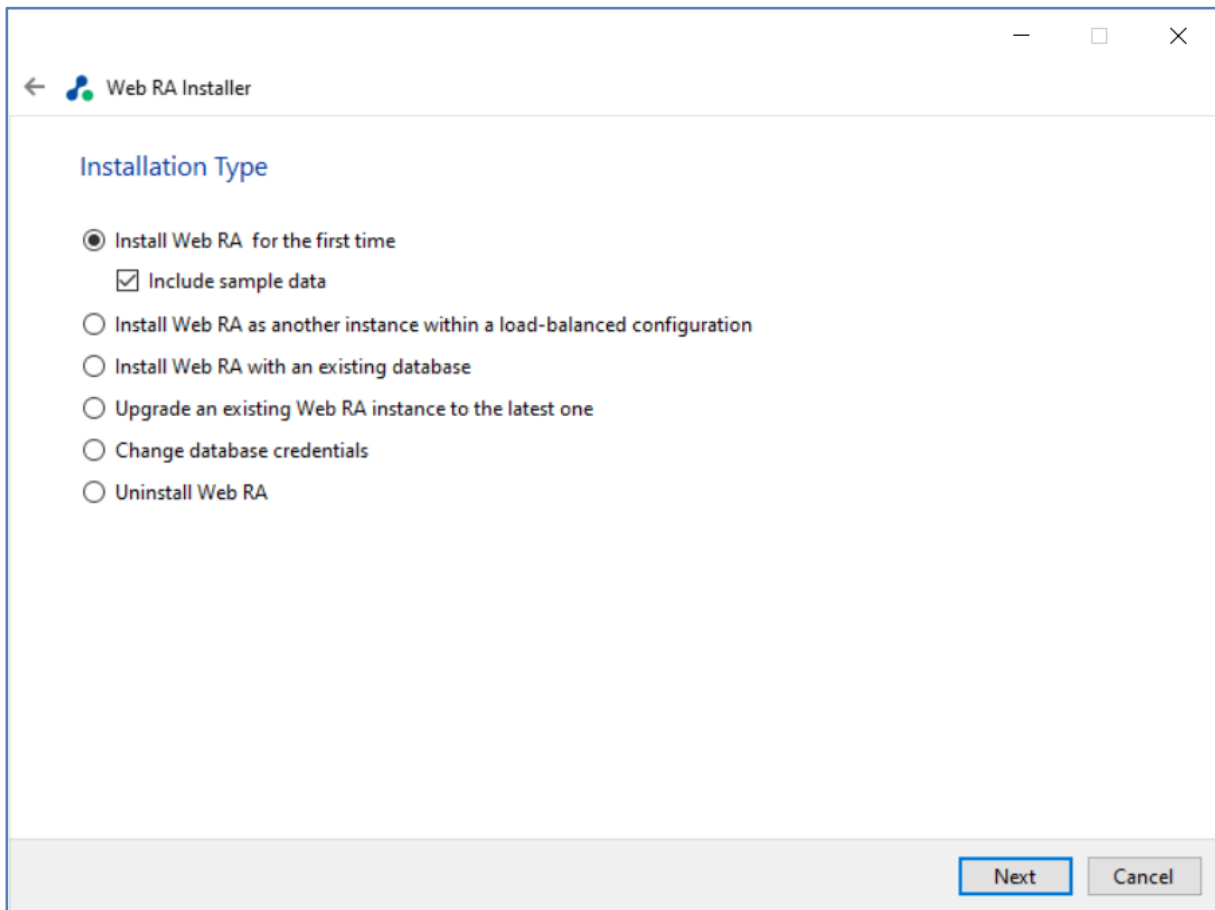 Web RA Installer
Installation Type
Install Web RA  for the first time
Include sample data
Install Web RA as another instance within a load-balanced configuration
Install Web RA with an existing database
Upgrade an existing Web RA instance to the latest one
Change database credentials
Uninstall Web RA
Next Cancel